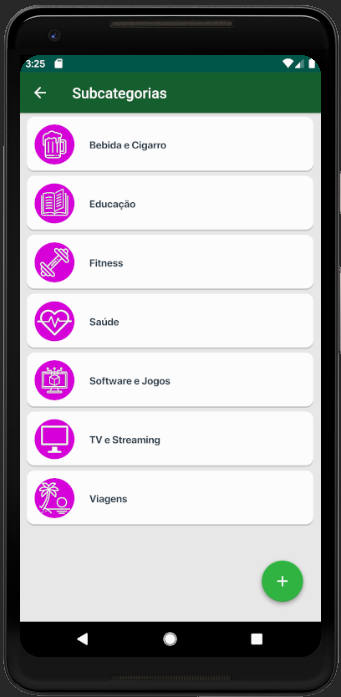 3:25
Subcategorias
Bebida e Cigarro
Educação
Fitness
Saúde
Software e Jogos
TV e Streaming
Viagens